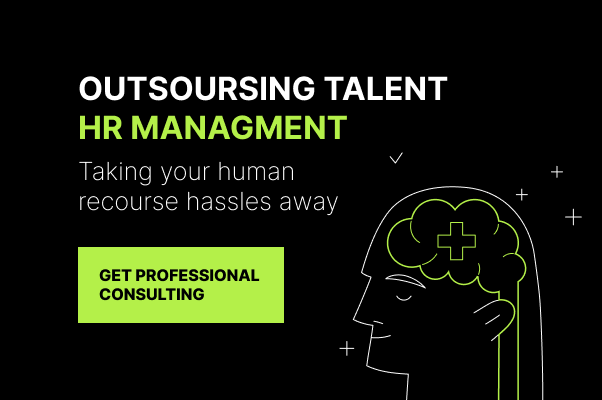 OUTSOURSING TALENT
HR MANAGMENT
Taking your human
recourse hassles away
GET PROFESSIONAL
CONSULTING